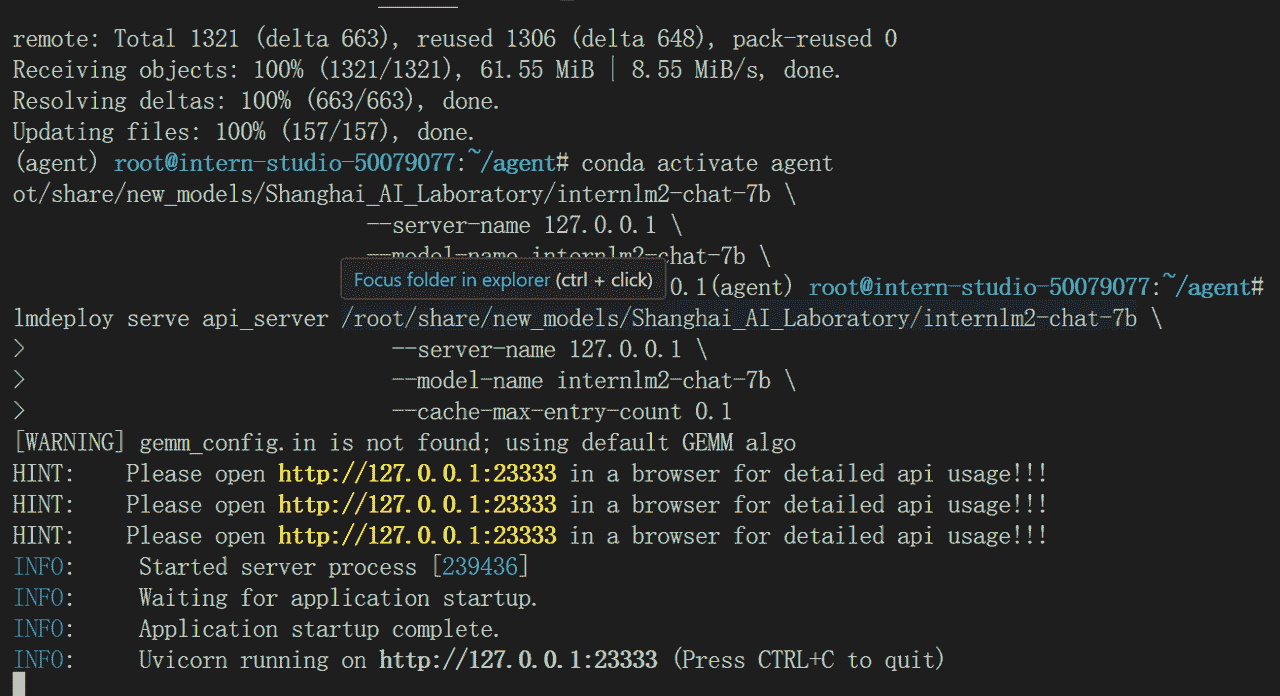 remote: Total 1321 (delta 663), reused 1306 (delta 648), pack-reused 0
Receiving objects: 100% (1321/1321), 61.55 MiB | 8.55 MiB/s, done.
Resolving deltas: 100% (663/663), done.
Updating files: 100% (157/157), done.
(agent) root@intern-studio-50079077:~/agent# conda activate agent
ot/share/new_models/Shanghai_AI_Laboratory/internlm2-chat-7b \
--server-name 127.0.0.1 \
--model-name internlm2-chat-7b \
Focus folder in explorer (ctrl + click) 0.1(agent) root@intern-studio-50079077:~/agent#
lmdeploy serve api_server /root/share/new_models/Shanghai_AI_Laboratory/internlm2-chat-7b \
> --server-name 127.0.0.1 \
> --model-name internlm2-chat-7b \
> --cache-max-entry-count 0.1
[WARNING] gemm_config.in is not found; using default GEMM algo
HINT: Please open http://127.0.0.1:23333 in a browser for detailed api usage!!!
HINT: Please open http://127.0.0.1:23333 in a browser for detailed api usage!!!
HINT: Please open http://127.0.0.1:23333 in a browser for detailed api usage!!!
INFO: Started server process [239436]
INFO: Waiting for application startup.
INFO: Application startup complete.
INFO: Uvicorn running on http://127.0.0.1:23333 (Press CTRL+C to quit)